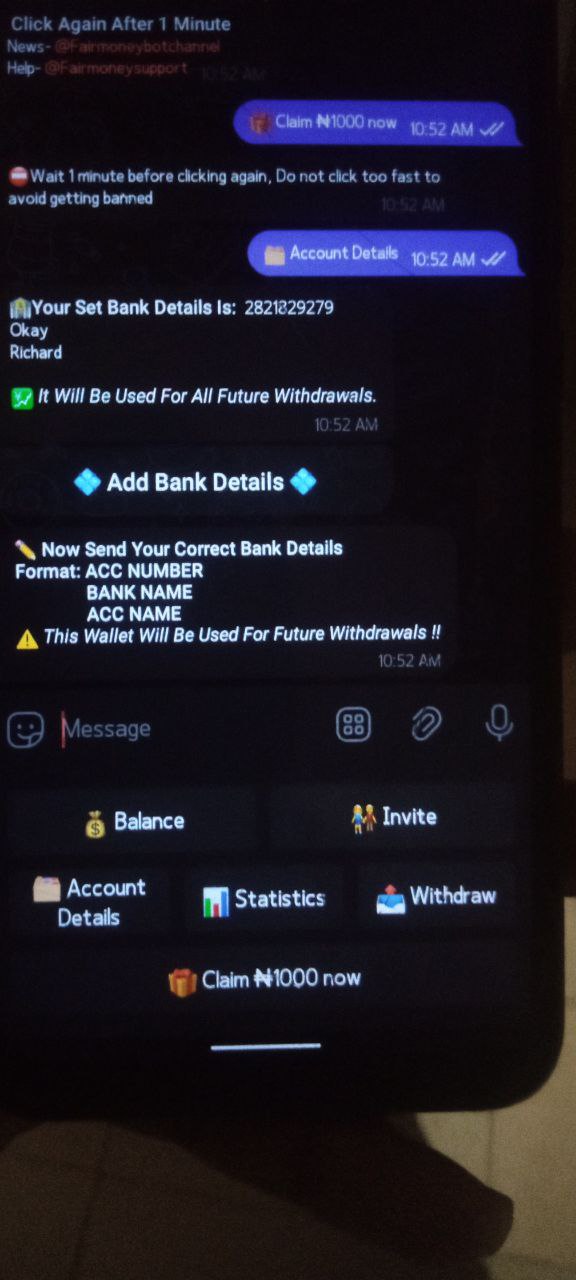 Click Again After 1 Minute
News- @Fairmoneybotchannel
Help- @Fairmoneysupport 10:52 AM
Claim ₦1000 now 10:52 AM
Wait 1 minute before clicking again, Do not click too fast to
avoid getting banned 10:52 AM
Account Details 10:52 AM
Your Set Bank Details Is: 2821829279
Okay
Richard
It Will Be Used For All Future Withdrawals.
10:52 AM
Add Bank Details
Now Send Your Correct Bank Details
Format: ACC NUMBER
BANK NAME
ACC NAME
This Wallet Will Be Used For Future Withdrawals !!
10:52 AM
Message
Balance
Invite
Account
Details
Statistics
Withdraw
Claim ₦1000 now